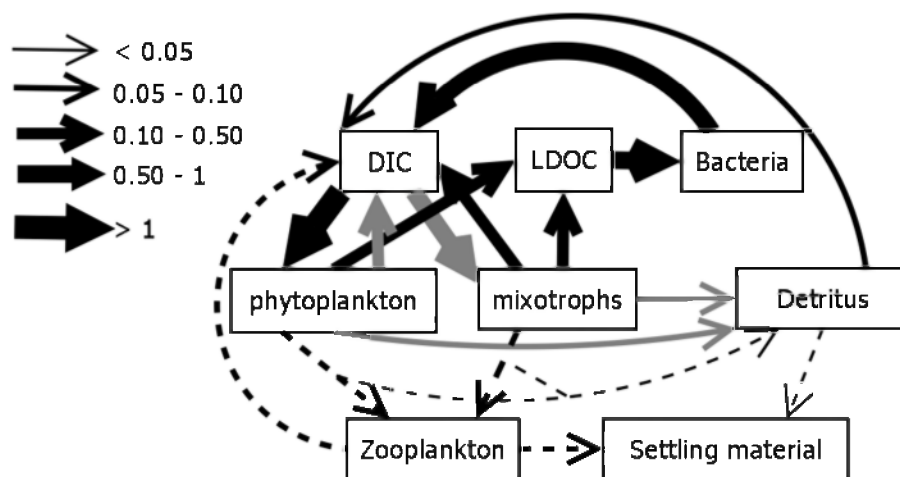 < 0.05
0.05 - 0.10
0.10 - 0.50
0.50 - 1
> 1
DIC
LDOC
Bacteria
phytoplankton
mixotrophs
Detritus
Zooplankton
Settling material